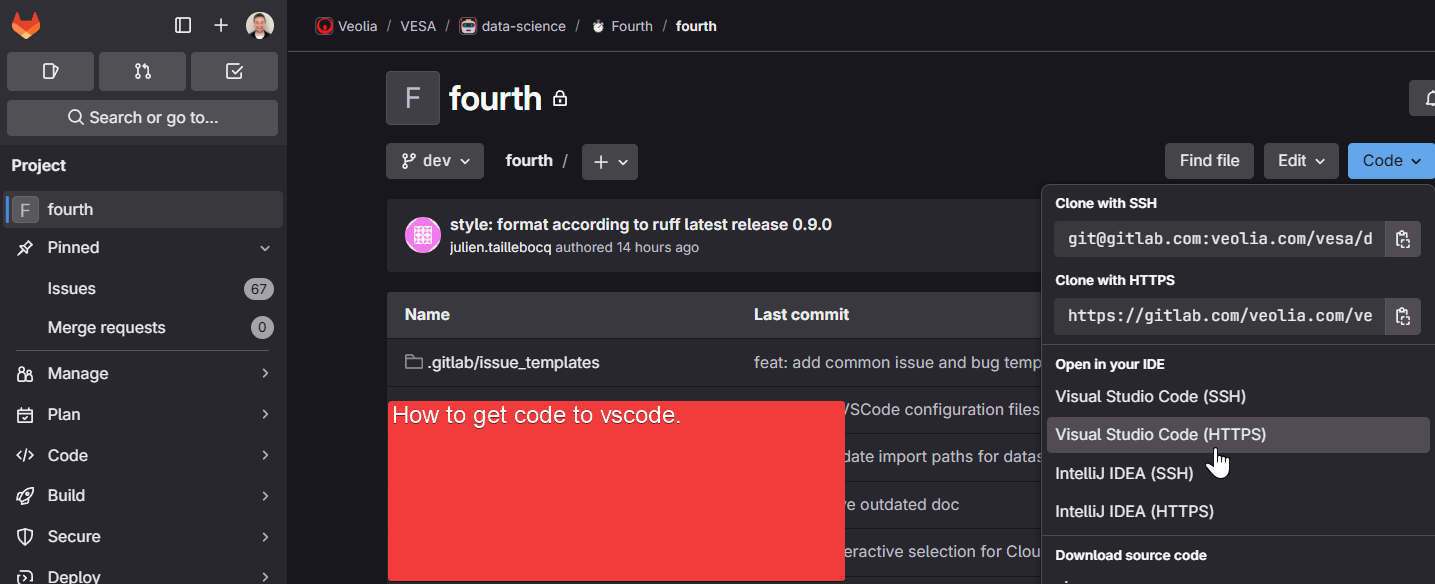 Search or go to...
Project
F fourth
Pinned
Issues 67
Merge requests 0
Manage
Plan
Code
Build
Secure
Deploy
Veolia / VESA / data-science / Fourth / fourth
F fourth
dev fourth / +
Find file Edit Code
style: format according to ruff latest release 0.9.0
julien.taillebocq authored 14 hours ago
Name Last commit
.gitlab/issue_templates feat: add common issue and bug temp
VSCode configuration files
date import paths for datas
e outdated doc
eractive selection for Clou
How to get code to vscode.
Clone with SSH
git@gitlab.com:veolia.com/vesa/d
Clone with HTTPS
https://gitlab.com/veolia.com/ve
Open in your IDE
Visual Studio Code (SSH)
Visual Studio Code (HTTPS)
IntelliJ IDEA (SSH)
IntelliJ IDEA (HTTPS)
Download source code